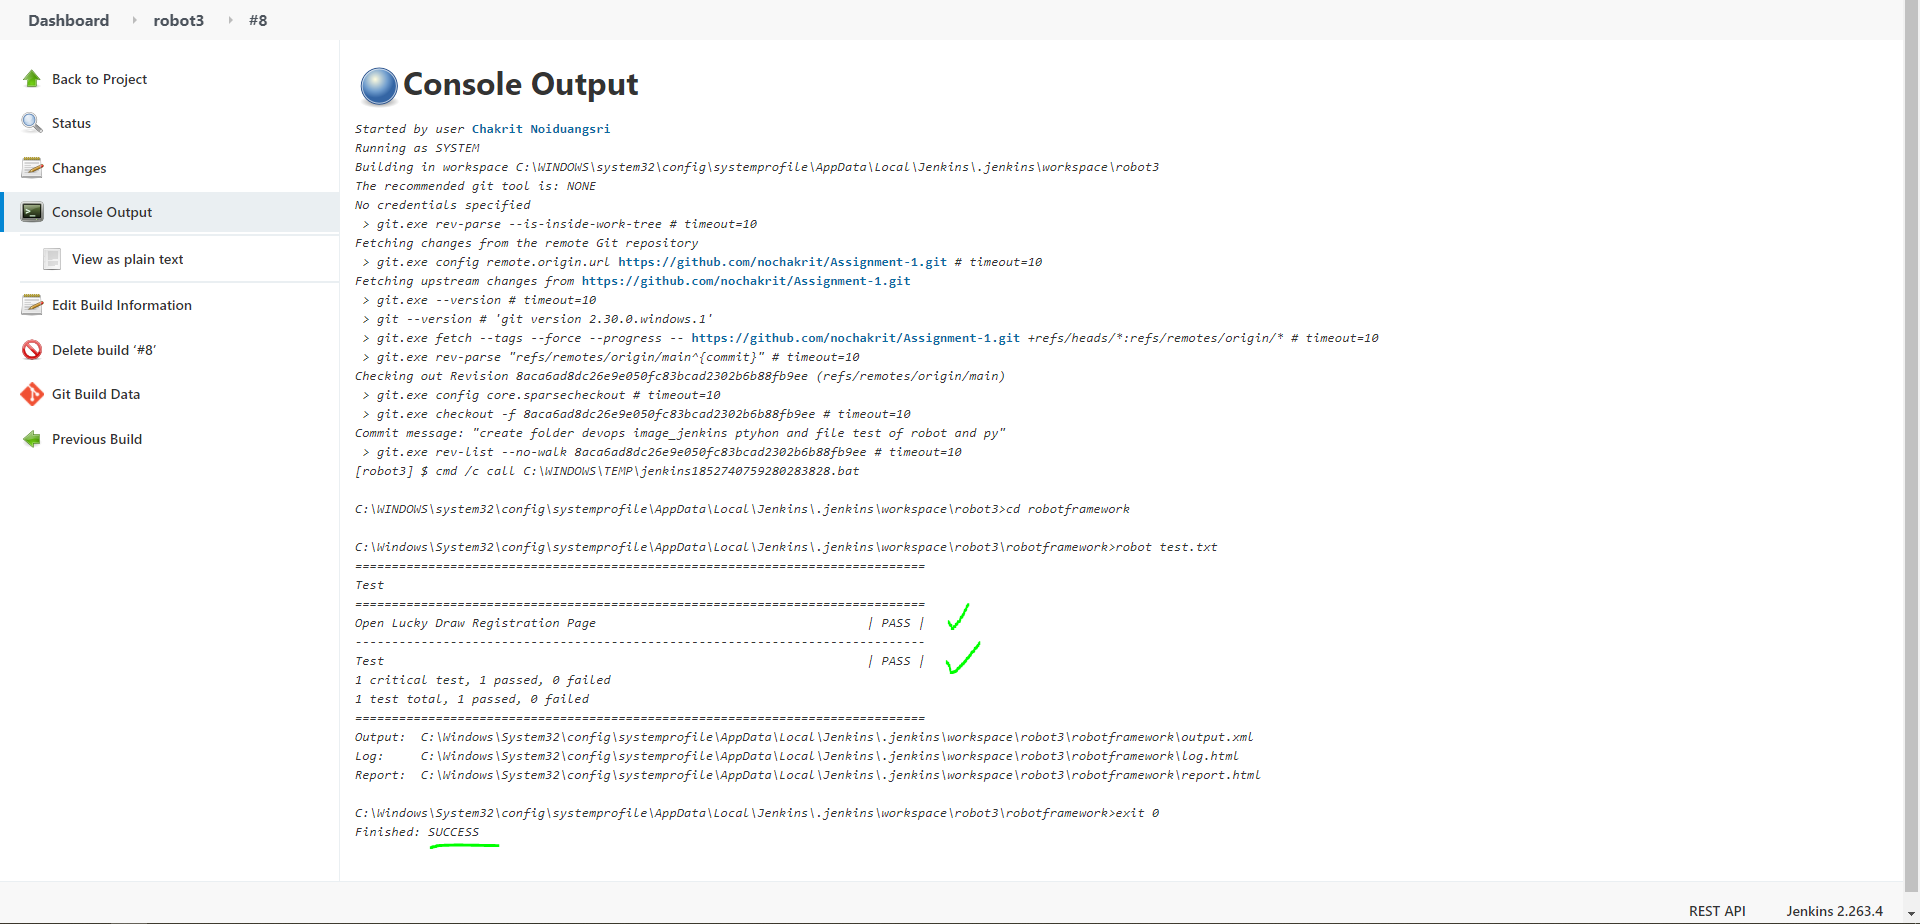 Dashboard robot3 #8
Back to Project
Status
Changes
Console Output
View as plain text
Edit Build Information
Delete build ‘#8’
Git Build Data
Previous Build
Console Output
Started by user Chakrit Noiduangsri
Running as SYSTEM
Building in workspace C:\WINDOWS\system32\config\systemprofile\AppData\Local\Jenkins\.jenkins\workspace\robot3
The recommended git tool is: NONE
No credentials specified
> git.exe rev-parse --is-inside-work-tree # timeout=10
Fetching changes from the remote Git repository
> git.exe config remote.origin.url https://github.com/nochakrit/Assignment-1.git # timeout=10
Fetching upstream changes from https://github.com/nochakrit/Assignment-1.git
> git.exe --version # timeout=10
> git --version # 'git version 2.30.0.windows.1'
> git.exe fetch --tags --force --progress -- https://github.com/nochakrit/Assignment-1.git +refs/heads/*:refs/remotes/origin/* # timeout=10
> git.exe rev-parse "refs/remotes/origin/main^{commit}" # timeout=10
Checking out Revision 8aca6ad8dc26e9e050fc83bcad2302b6b88fb9ee (refs/remotes/origin/main)
> git.exe config core.sparsecheckout # timeout=10
> git.exe checkout -f 8aca6ad8dc26e9e050fc83bcad2302b6b88fb9ee # timeout=10
Commit message: "create folder devops image_jenkins ptyhon and file test of robot and py"
> git.exe rev-list --no-walk 8aca6ad8dc26e9e050fc83bcad2302b6b88fb9ee # timeout=10
[robot3] $ cmd /c call C:\WINDOWS\TEMP\jenkins1852740759280283828.bat
C:\WINDOWS\system32\config\systemprofile\AppData\Local\Jenkins\.jenkins\workspace\robot3>cd robotframework
C:\Windows\System32\config\systemprofile\AppData\Local\Jenkins\.jenkins\workspace\robot3\robotframework>robot test.txt
==============================================================================
Test
==============================================================================
Open Lucky Draw Registration Page | PASS |
------------------------------------------------------------------------------
Test | PASS |
1 critical test, 1 passed, 0 failed
1 test total, 1 passed, 0 failed
==============================================================================
Output: C:\Windows\System32\config\systemprofile\AppData\Local\Jenkins\.jenkins\workspace\robot3\robotframework\output.xml
Log: C:\Windows\System32\config\systemprofile\AppData\Local\Jenkins\.jenkins\workspace\robot3\robotframework\log.html
Report: C:\Windows\System32\config\systemprofile\AppData\Local\Jenkins\.jenkins\workspace\robot3\robotframework\report.html
C:\Windows\System32\config\systemprofile\AppData\Local\Jenkins\.jenkins\workspace\robot3\robotframework>exit 0
Finished: SUCCESS
REST API Jenkins 2.263.4